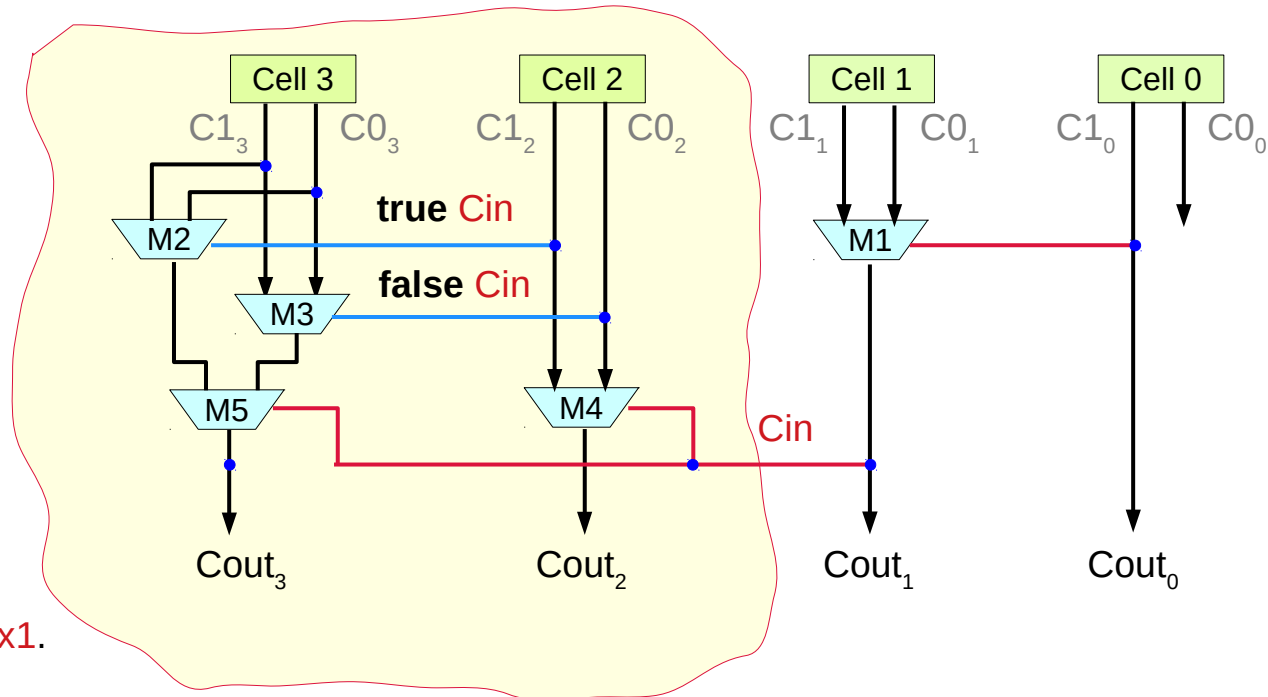 Cell 3 Cell 2 Cell 1 Cell 0
C1₃ C0₃ C1₂ C0₂ C1₁ C0₁ C1₀ C0₀
true Cin
M2 M1
false Cin
M3
M5 M4
Cin
Cout₃ Cout₂ Cout₁ Cout₀
x1.